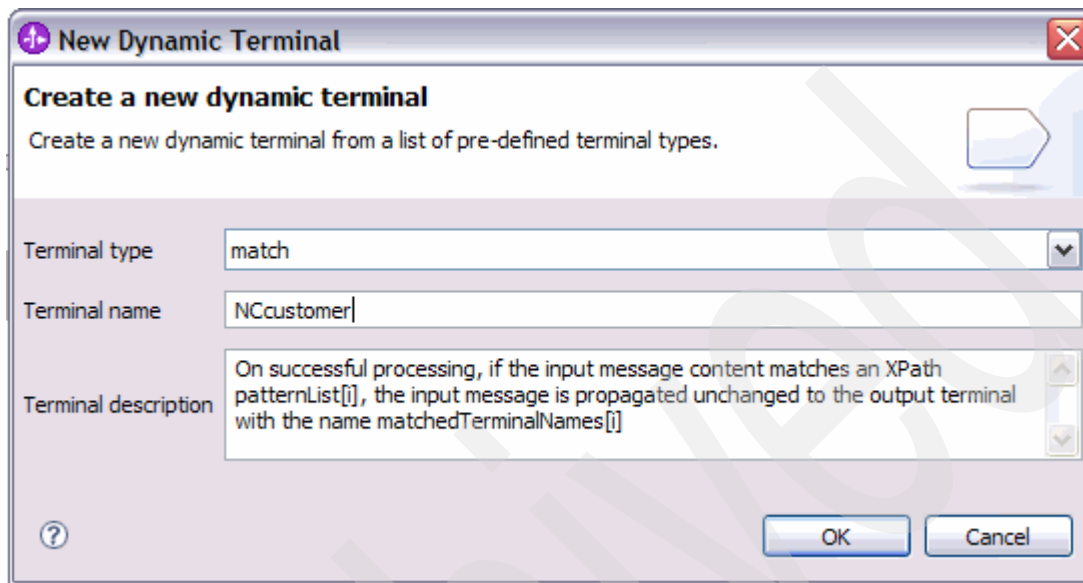 New Dynamic Terminal
Create a new dynamic terminal
Create a new dynamic terminal from a list of pre-defined terminal types.
Terminal type match
Terminal name NCcustomer
Terminal description
On successful processing, if the input message content matches an XPath
patternList[i], the input message is propagated unchanged to the output terminal
with the name matchedTerminalNames[i]
? OK Cancel